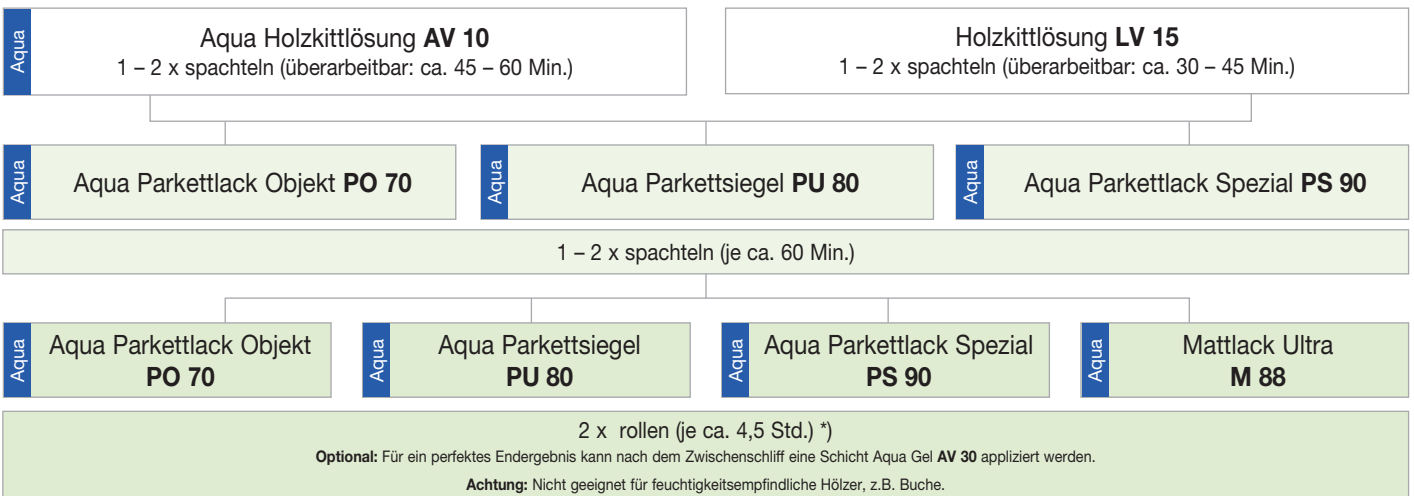 Aqua
Aqua Holzkittlösung AV 10
1 – 2 x spachteln (überarbeitbar: ca. 45 – 60 Min.)
Holzkittlösung LV 15
1 – 2 x spachteln (überarbeitbar: ca. 30 – 45 Min.)
Aqua
Aqua Parkettlack Objekt PO 70
Aqua
Aqua Parkettsiegel PU 80
Aqua
Aqua Parkettlack Spezial PS 90
1 – 2 x spachteln (je ca. 60 Min.)
Aqua
Aqua Parkettlack Objekt
PO 70
Aqua
Aqua Parkettsiegel
PU 80
Aqua
Aqua Parkettlack Spezial
PS 90
Aqua
Mattlack Ultra
M 88
2 x rollen (je ca. 4,5 Std.) *)
Optional: Für ein perfektes Endergebnis kann nach dem Zwischenschliff eine Schicht Aqua Gel AV 30 appliziert werden.
Achtung: Nicht geeignet für feuchtigkeitsempfindliche Hölzer, z.B. Buche.